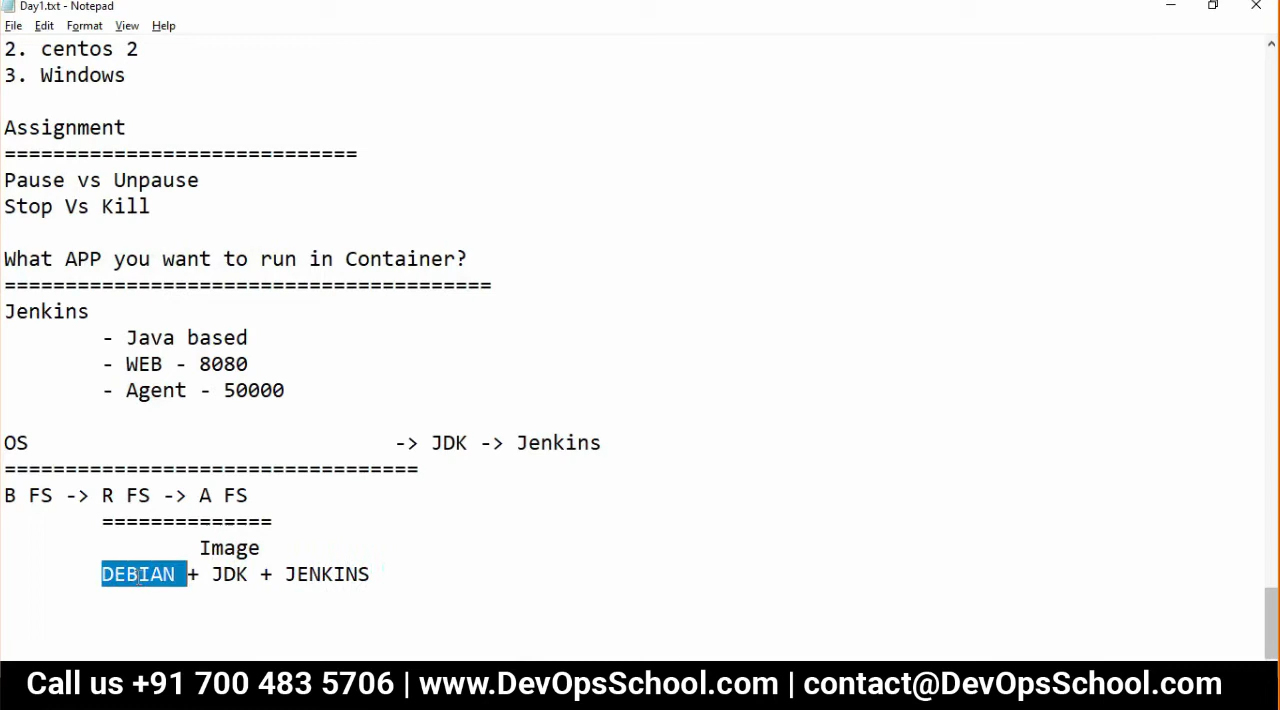 Day1.txt - Notepad
File Edit Format View Help
2. centos 2
3. Windows
Assignment
=============================
Pause vs Unpause
Stop Vs Kill
What APP you want to run in Container?
========================================
Jenkins
- Java based
- WEB - 8080
- Agent - 50000
OS -> JDK -> Jenkins
==================================
B FS -> R FS -> A FS
==============
Image
DEBIAN + JDK + JENKINS
Call us +91 700 483 5706 | www.DevOpsSchool.com | contact@DevOpsSchool.com